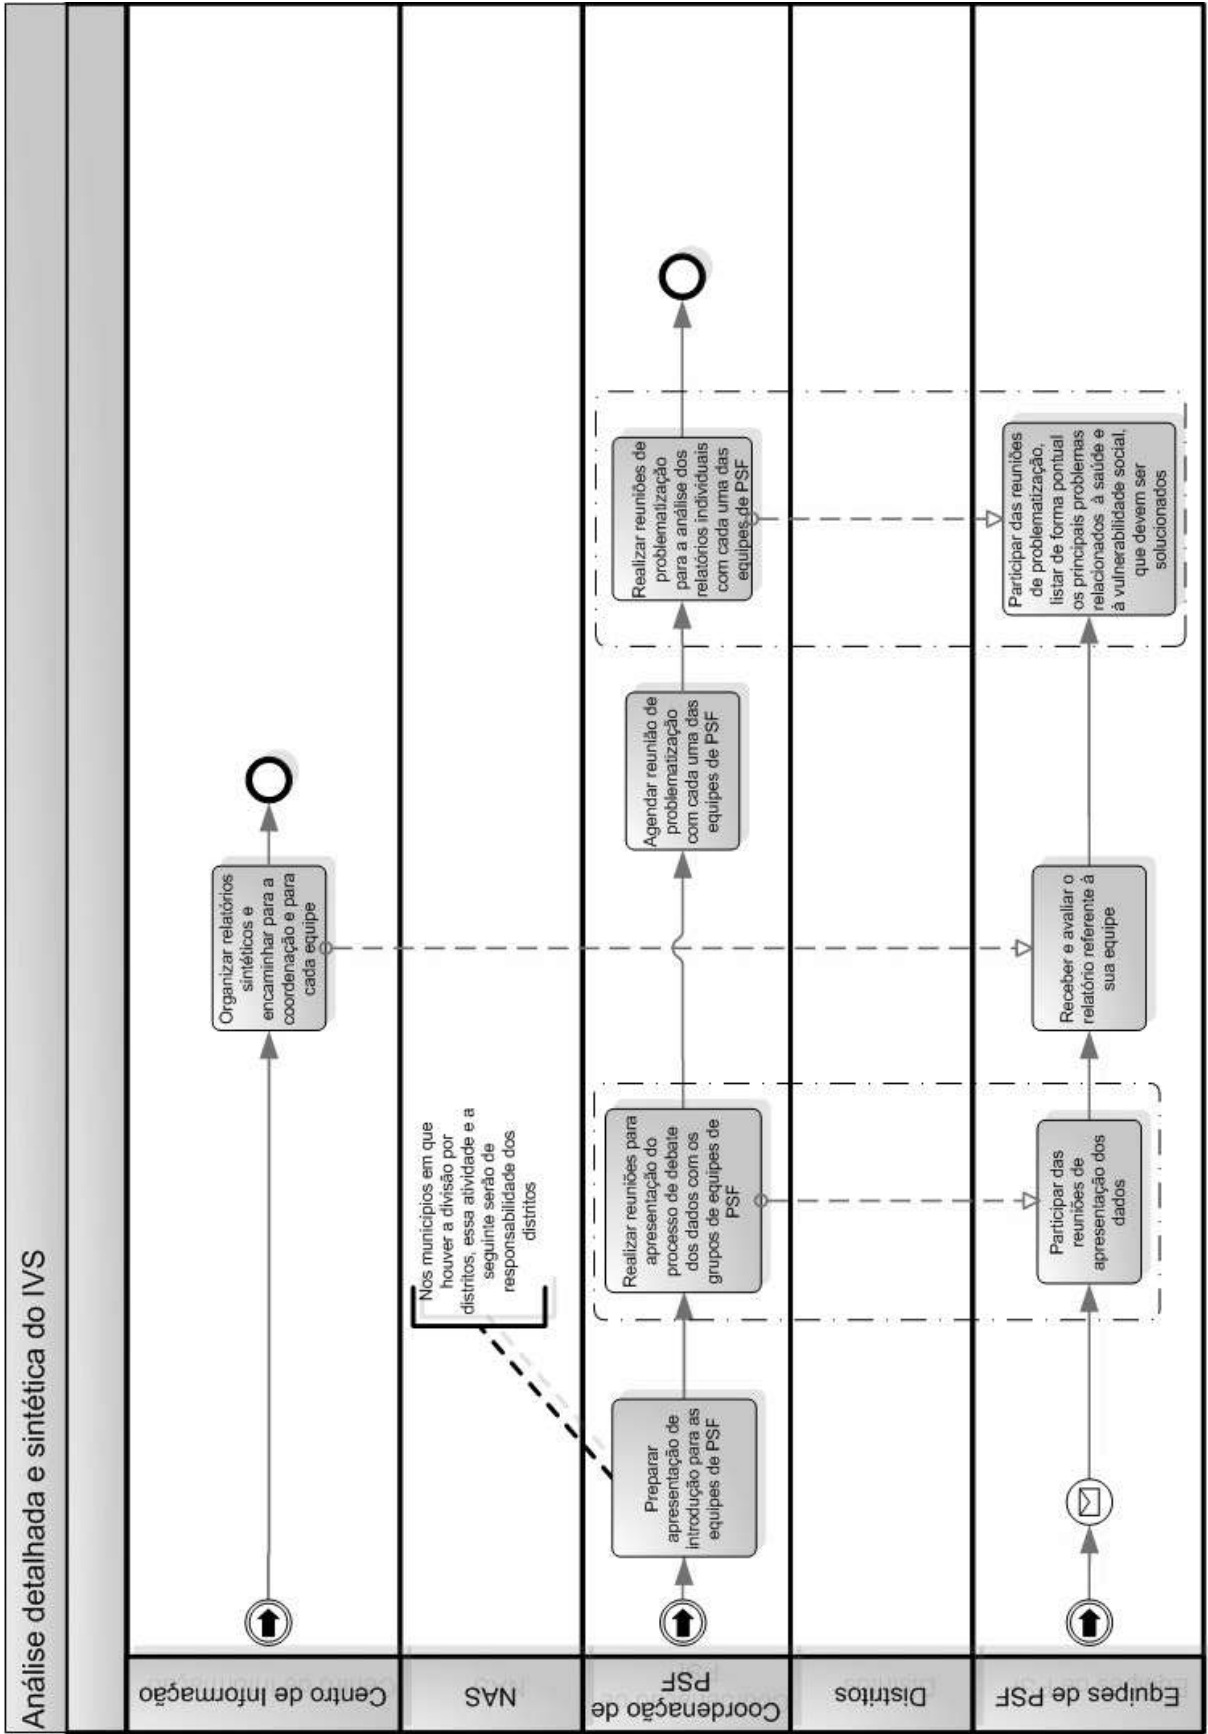 Análise detalhada e sintética do IVS
Centro de Informação
Organizar relatórios
sintéticos e
encaminhar para a
coordenação e para
cada equipe
NAS
Nos municípios em que
houver a divisão por
distritos, essa atividade e a
seguinte serão de
responsabilidade dos
distritos
Coordenação de
PSF
Preparar
apresentação de
introdução para as
equipes de PSF
Realizar reuniões para
apresentação do
processo de debate
dos dados com os
grupos de equipes de
PSF
Agendar reunião de
problematização
com cada uma das
equipes de PSF
Realizar reuniões de
problematização
para a análise dos
relatórios individuais
com cada uma das
equipes de PSF
Distritos
Equipes de PSF
Participar das
reuniões de
apresentação dos
dados
Receber e avaliar o
relatório referente à
sua equipe
Participar das reuniões
de problematização,
listar de forma pontual
os principais problemas
relacionados à saúde e
à vulnerabilidade social,
que devem ser
solucionados